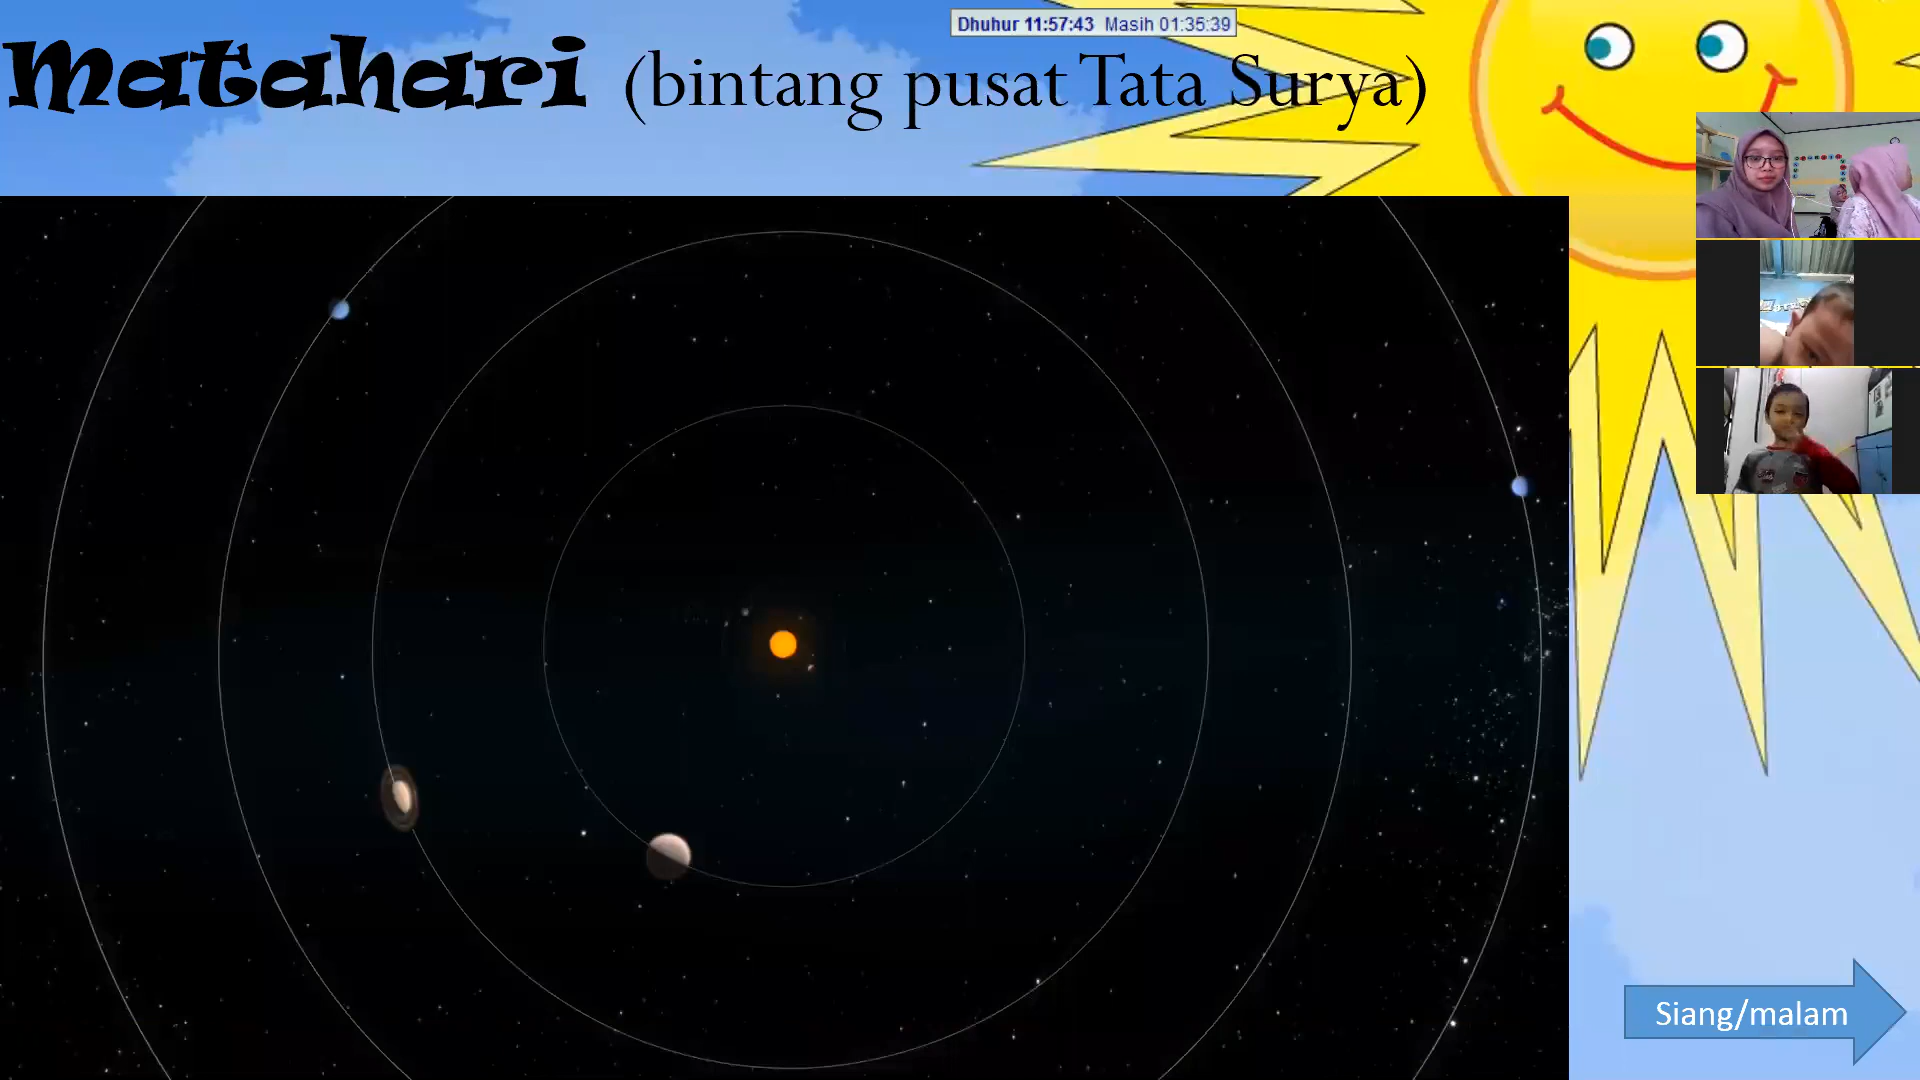 Dhuhur 11:57:43 Masih 01:35:39
Matahari (bintang pusat Tata Surya)
Siang/malam